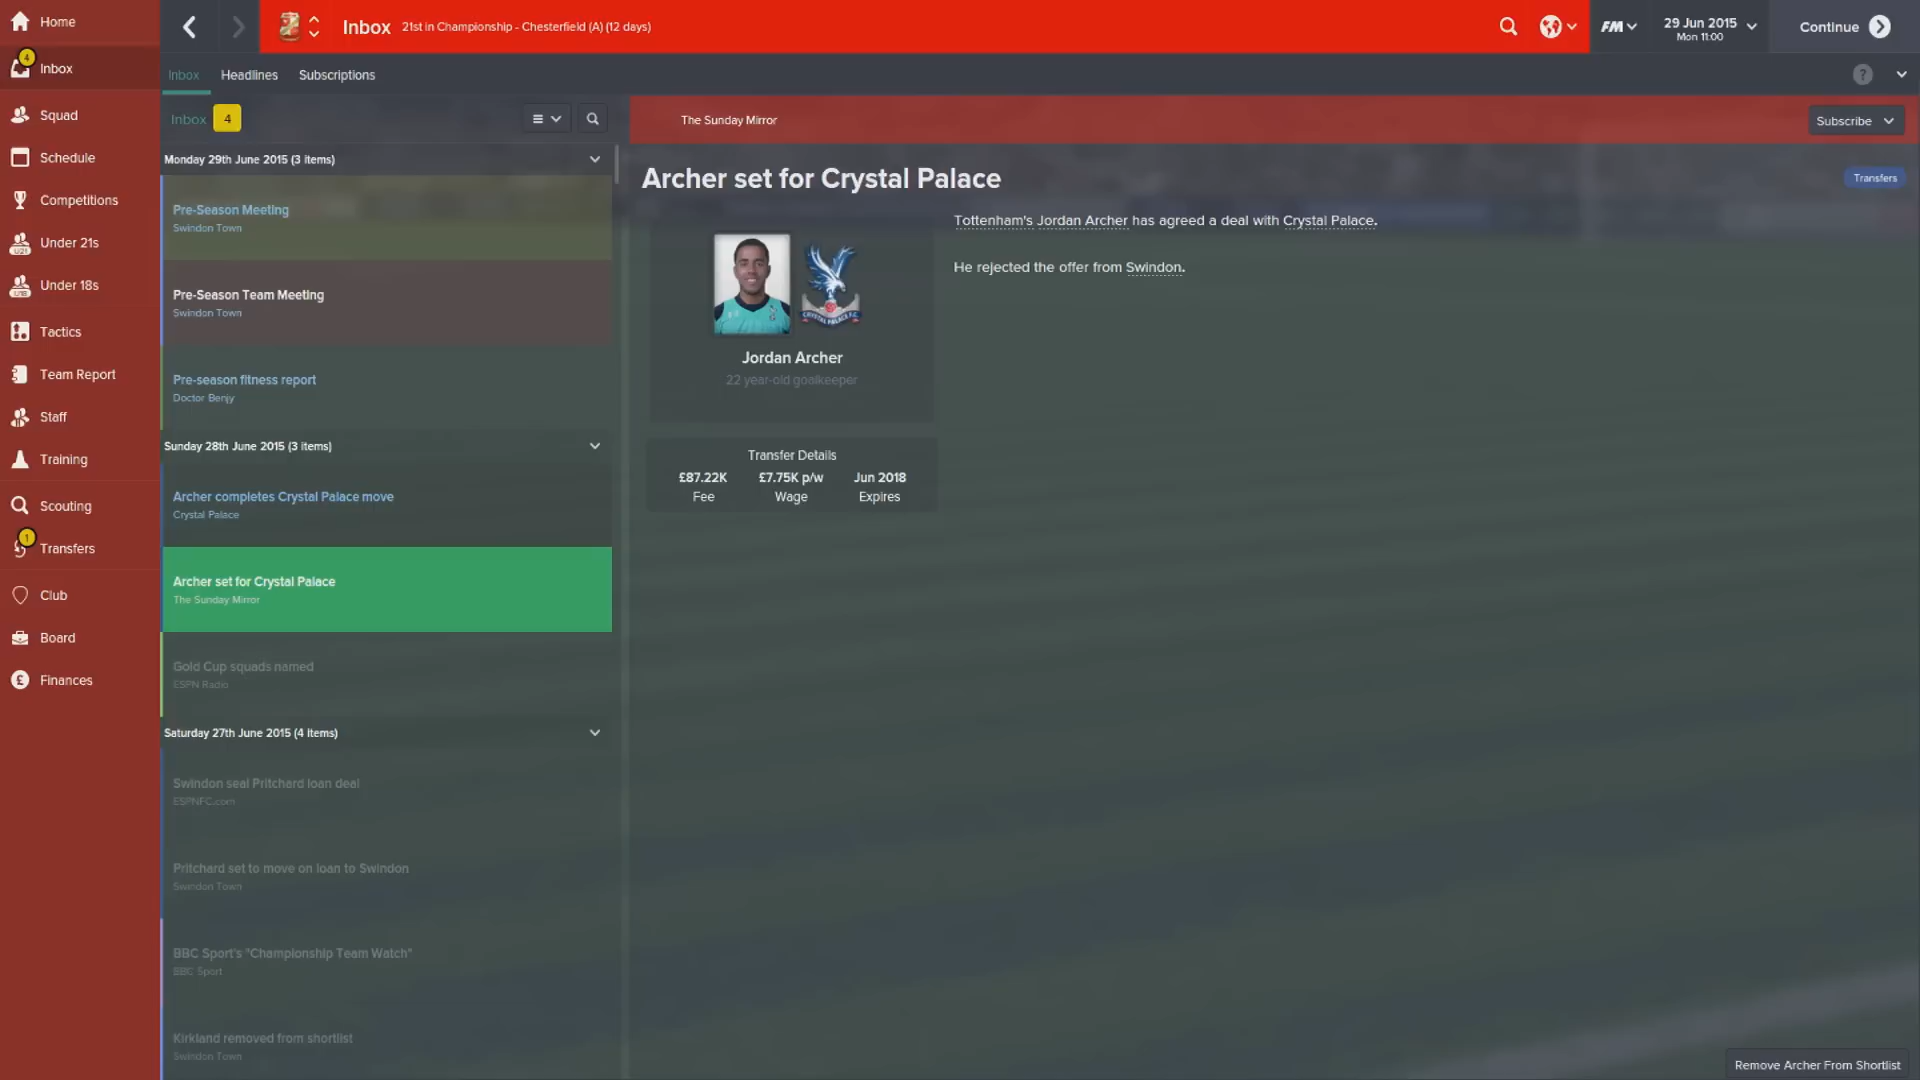 Home
Inbox
4
Squad
Schedule
Competitions
Under 21s
U21
Under 18s
U18
Tactics
Team Report
Staff
Training
Scouting
1
Transfers
Club
Board
Finances
Inbox
21st in Championship - Chesterfield (A) (12 days)
FM
29 Jun 2015
Mon 11:00
Continue
Inbox
Headlines
Subscriptions
?
Inbox 4
Monday 29th June 2015 (3 items)
Pre-Season Meeting
Swindon Town
Pre-Season Team Meeting
Swindon Town
Pre-season fitness report
Doctor Benjy
Sunday 28th June 2015 (3 items)
Archer completes Crystal Palace move
Crystal Palace
Archer set for Crystal Palace
The Sunday Mirror
Gold Cup squads named
ESPN Radio
Saturday 27th June 2015 (4 items)
Swindon seal Pritchard loan deal
ESPNFC.com
Pritchard set to move on loan to Swindon
Swindon Town
BBC Sport's "Championship Team Watch"
BBC Sport
Kirkland removed from shortlist
Swindon Town
The Sunday Mirror
Subscribe
Archer set for Crystal Palace
Transfers
CRYSTAL PALACE F.C.
Jordan Archer
22 year-old goalkeeper
Transfer Details
£87.22K £7.75K p/w Jun 2018
Fee Wage Expires
Tottenham's Jordan Archer has agreed a deal with Crystal Palace.
He rejected the offer from Swindon.
Remove Archer From Shortlist